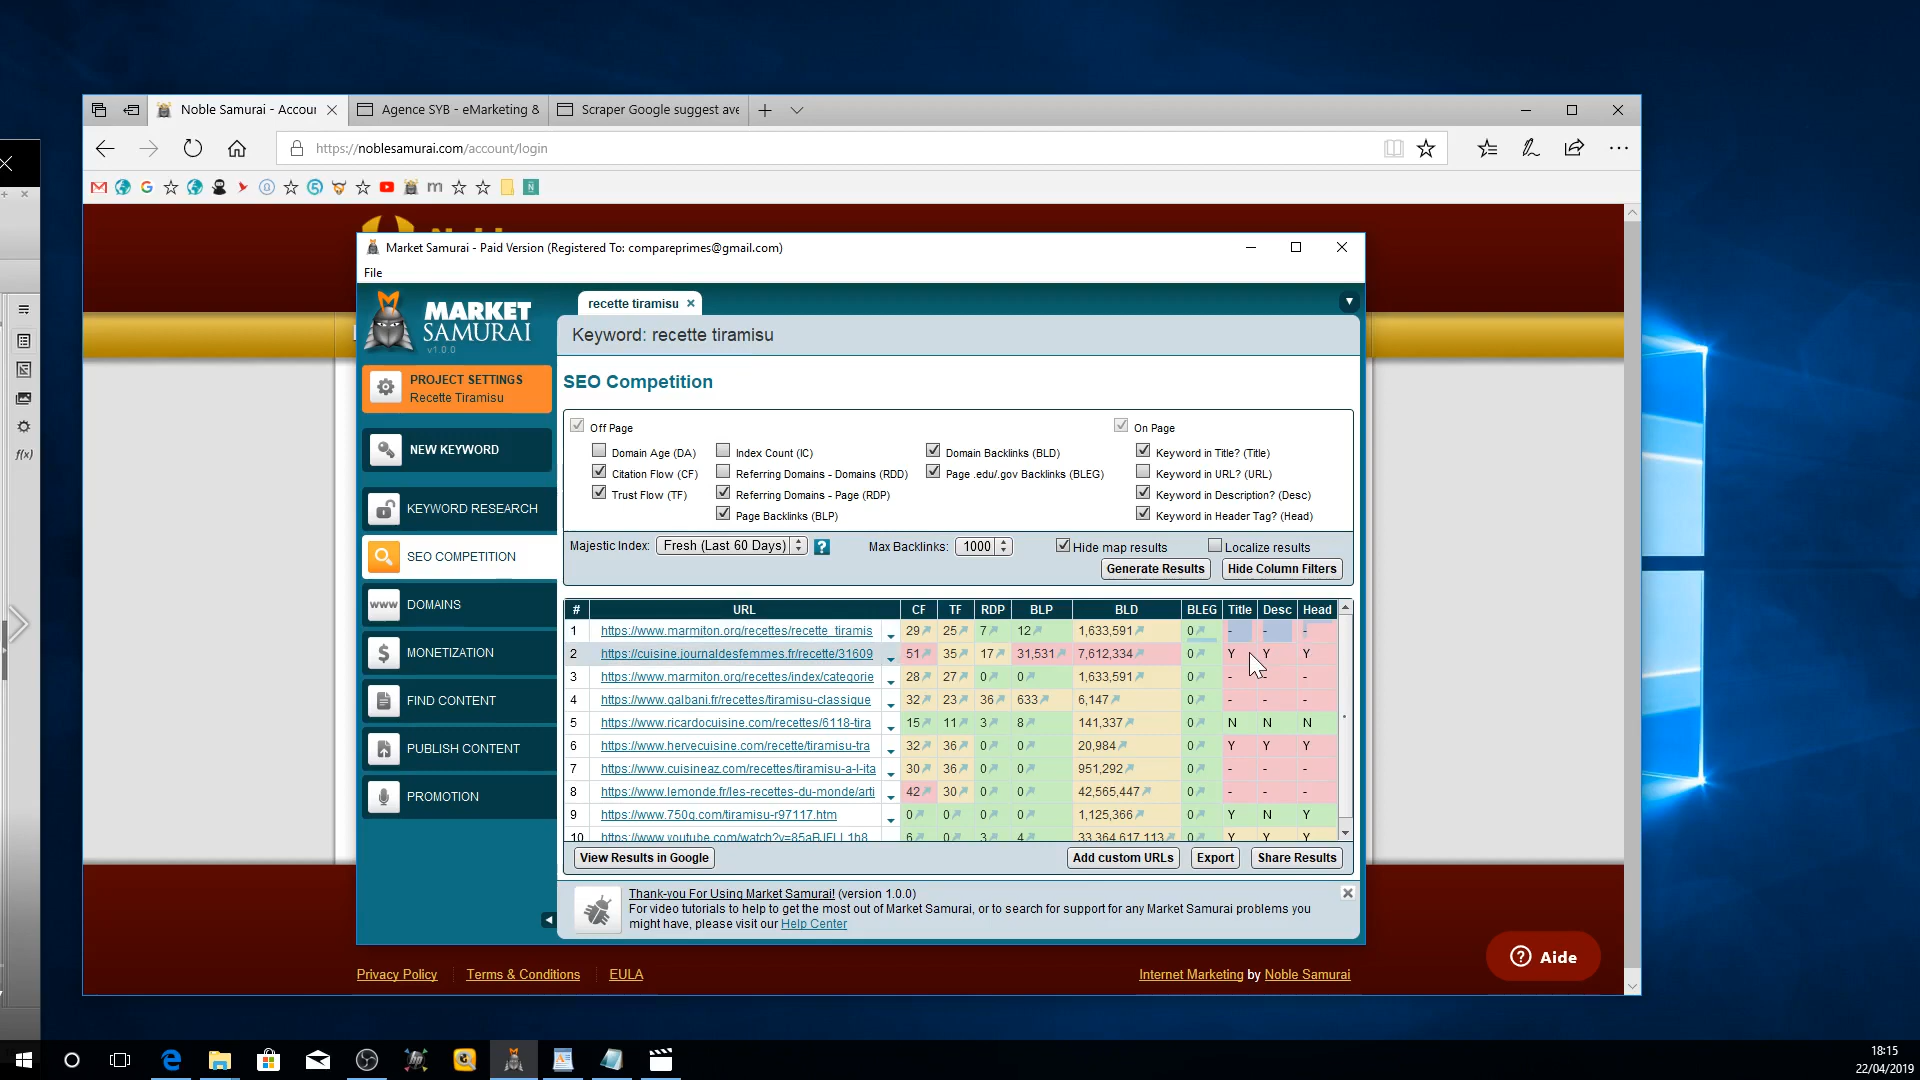 Noble Samurai - Accour
Agence SYB - eMarketing &
Scraper Google suggest ave
https://noblesamurai.com/account/login
Market Samurai - Paid Version (Registered To: compareprimes@gmail.com)
File
MARKET
SAMURAI
v1.0.0
recette tiramisu
Keyword: recette tiramisu
PROJECT SETTINGS
Recette Tiramisu
NEW KEYWORD
KEYWORD RESEARCH
SEO COMPETITION
www DOMAINS
MONETIZATION
FIND CONTENT
PUBLISH CONTENT
PROMOTION
SEO Competition
Off Page
On Page
Domain Age (DA) Index Count (IC) Domain Backlinks (BLD) Keyword in Title? (Title)
Citation Flow (CF) Referring Domains - Domains (RDD) Page .edu/.gov Backlinks (BLEG) Keyword in URL? (URL)
Trust Flow (TF) Referring Domains - Page (RDP) Keyword in Description? (Desc)
Page Backlinks (BLP) Keyword in Header Tag? (Head)
Majestic Index: Fresh (Last 60 Days) ? Max Backlinks: 1000 Hide map results Localize results
Generate Results Hide Column Filters
# URL CF TF RDP BLP BLD BLEG Title Desc Head
1 https://www.marmiton.org/recettes/recette_tiramis 29 25 7 12 1,633,591 0 - - -
2 https://cuisine.journaldesfemmes.fr/recette/31609 51 35 17 31,531 7,612,334 0 Y Y Y
3 https://www.marmiton.org/recettes/index/categorie 28 27 0 0 1,633,591 0 - - -
4 https://www.galbani.fr/recettes/tiramisu-classique 32 23 36 633 6,147 0 - - -
5 https://www.ricardocuisine.com/recettes/6118-tira 15 11 3 8 141,337 0 N N N
6 https://www.hervecuisine.com/recette/tiramisu-tra 32 36 0 0 20,984 0 Y Y Y
7 https://www.cuisineaz.com/recettes/tiramisu-a-l-ita 30 36 0 0 951,292 0 - - -
8 https://www.lemonde.fr/les-recettes-du-monde/arti 42 30 0 0 42,565,447 0 - - -
9 https://www.750g.com/tiramisu-r97117.htm 0 0 0 0 1,125,366 0 Y N Y
10 6 0 3 4 33,364,617,113 0 Y Y Y
View Results in Google Add custom URLs Export Share Results
Thank-you For Using Market Samurai! (version 1.0.0)
For video tutorials to help to get the most out of Market Samurai, or to search for support for any Market Samurai problems you
might have, please visit our Help Center
Privacy Policy Terms & Conditions EULA
Internet Marketing by Noble Samurai
? Aide
f(x)
18:15
22/04/2019